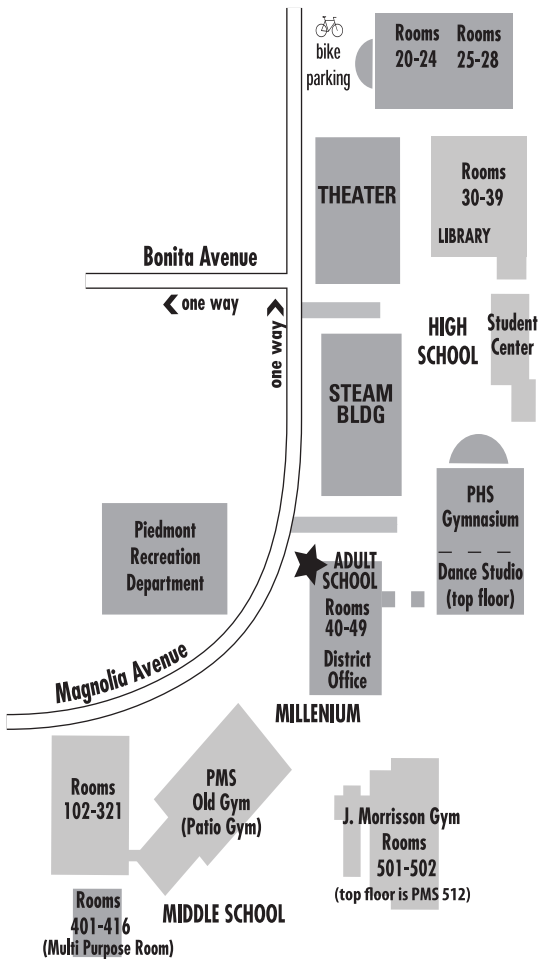 bike
parking
Rooms
20-24
Rooms
25-28
THEATER
Rooms
30-39
LIBRARY
Bonita Avenue
one way
one way
HIGH
SCHOOL
Student
Center
STEAM
BLDG
PHS
Gymnasium
Dance Studio
(top floor)
Piedmont
Recreation
Department
ADULT
SCHOOL
Rooms
40-49
District
Office
Magnolia Avenue
MILLENIUM
Rooms
102-321
PMS
Old Gym
(Patio Gym)
J. Morrisson Gym
Rooms
501-502
(top floor is PMS 512)
Rooms
401-416
(Multi Purpose Room)
MIDDLE SCHOOL